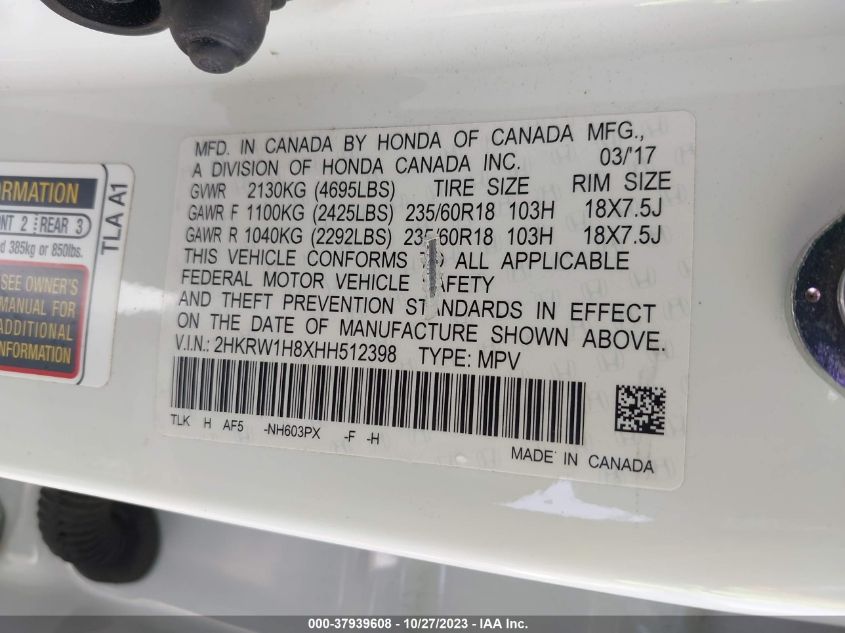 MFD. IN CANADA BY HONDA OF CANADA MFG.,
A DIVISION OF HONDA CANADA INC. 03/'17
GVWR 2130KG (4695LBS) TIRE SIZE RIM SIZE
GAWR F 1100KG (2425LBS) 235/60R18 103H 18X7.5J
GAWR R 1040KG (2292LBS) 235/60R18 103H 18X7.5J
THIS VEHICLE CONFORMS TO ALL APPLICABLE
FEDERAL MOTOR VEHICLE SAFETY
AND THEFT PREVENTION STANDARDS IN EFFECT
ON THE DATE OF MANUFACTURE SHOWN ABOVE.
V.I.N.: 2HKRW1H8XHH512398 TYPE: MPV
TLK H AF5 -NH603PX -F -H
MADE IN CANADA
ORMATION
NT 2 REAR 3
d 385kg or 850lbs.
SEE OWNER'S
MANUAL FOR
ADDITIONAL
INFORMATION
TLA A1
000-37939608 - 10/27/2023 - IAA Inc.